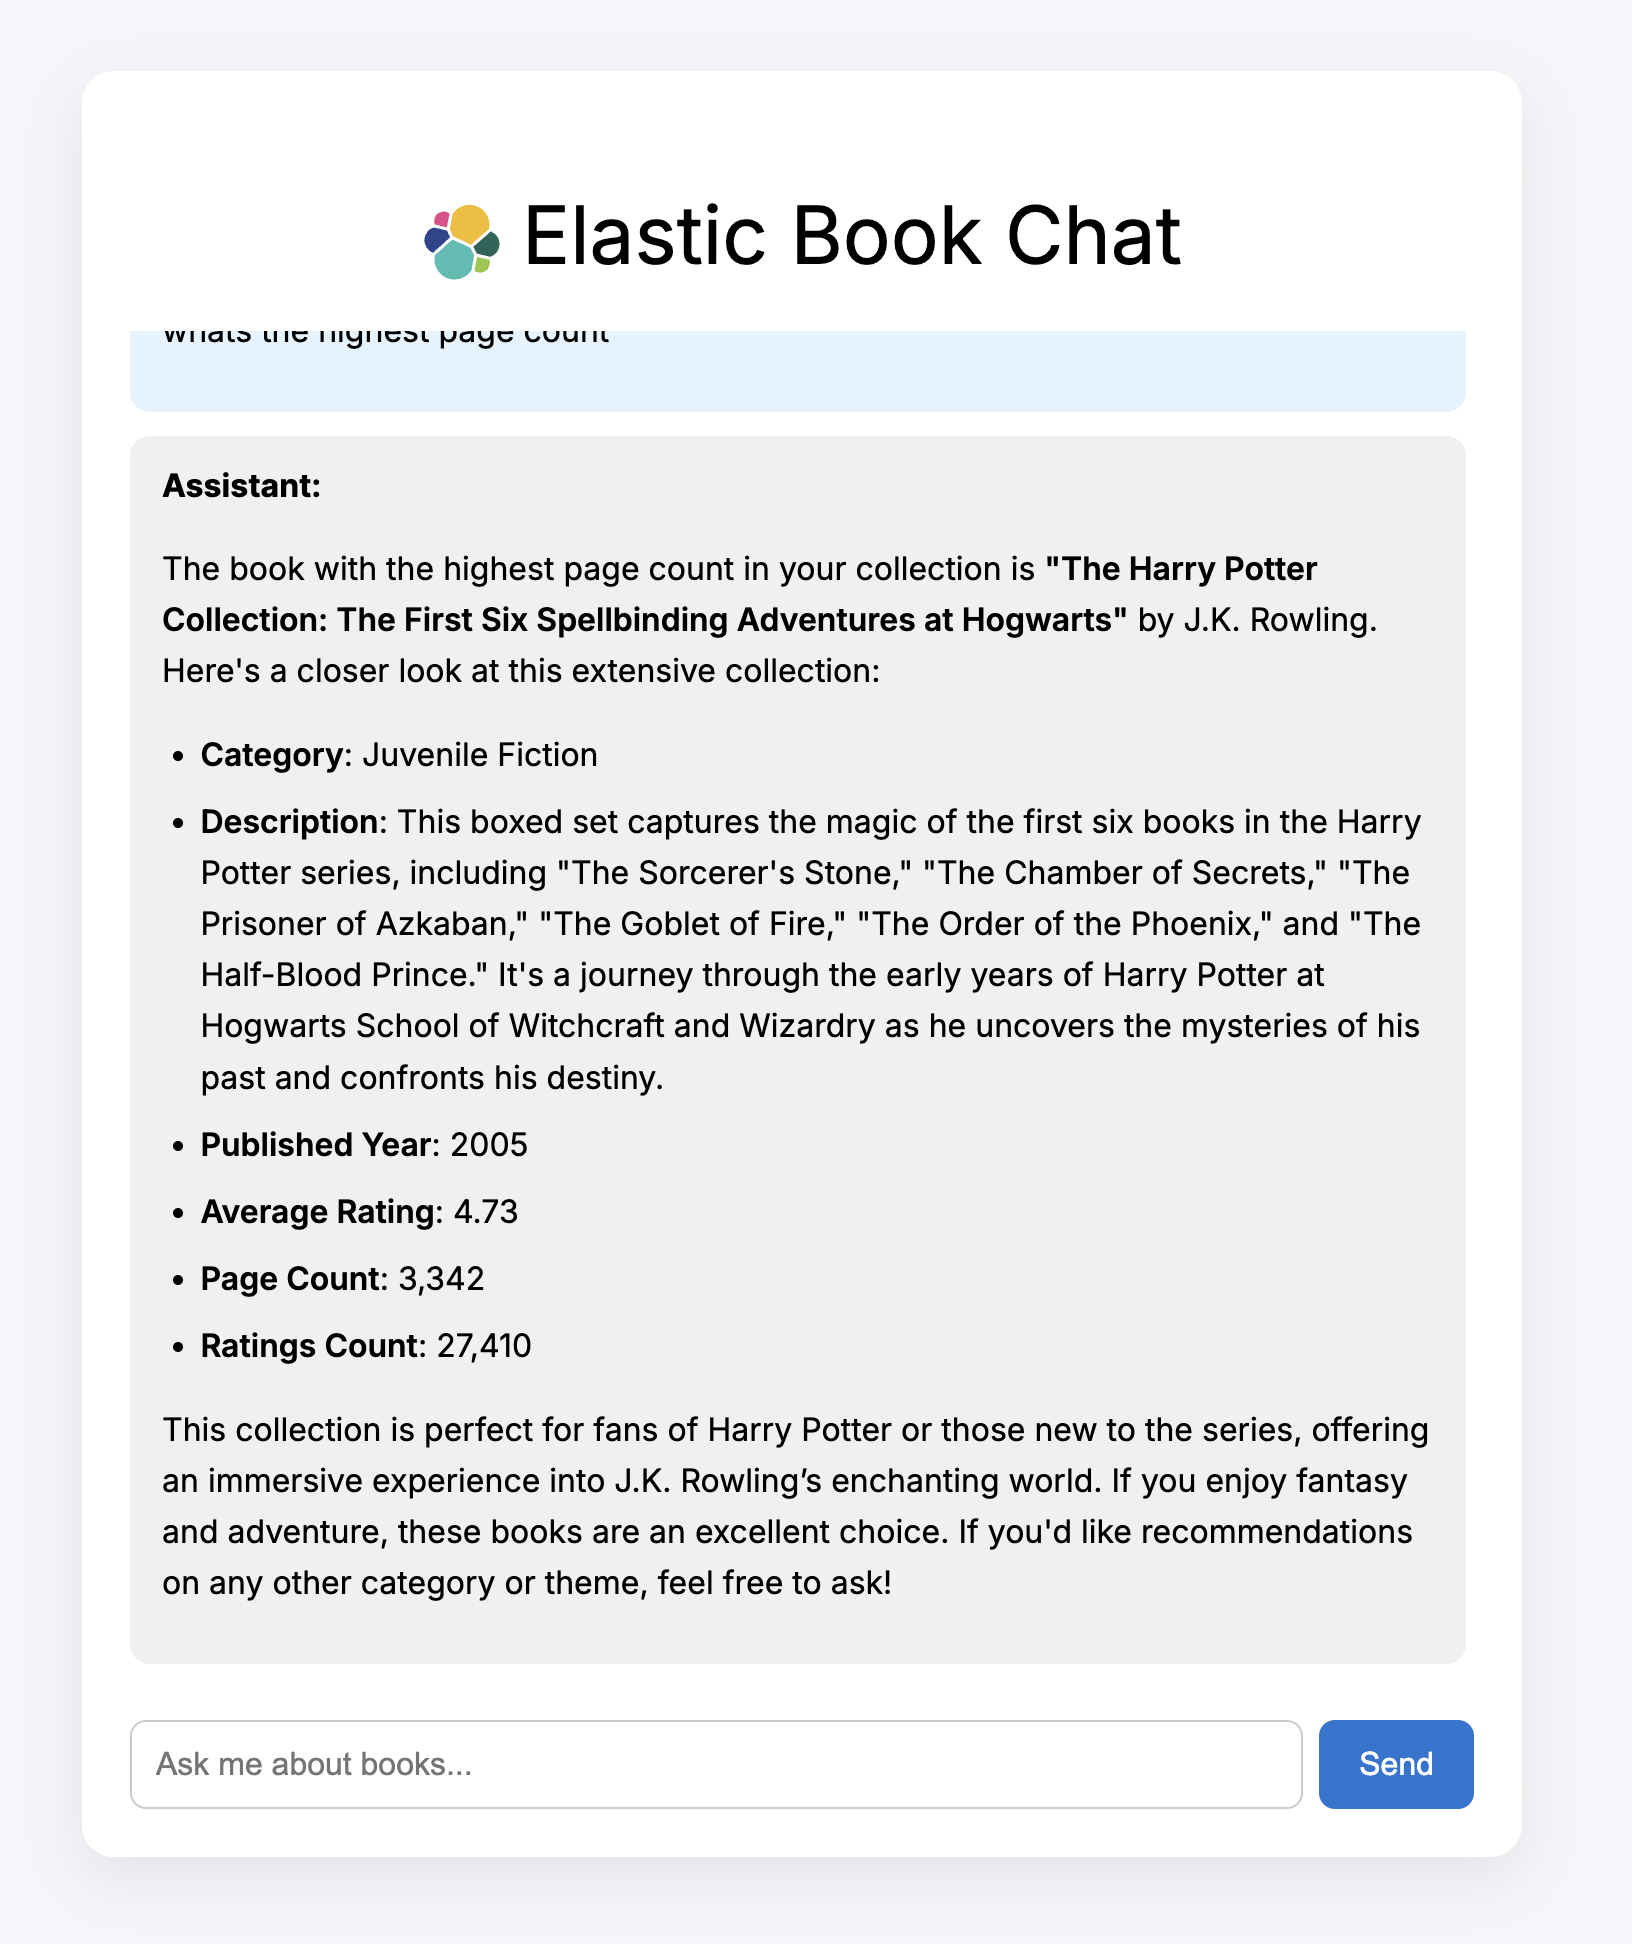 Elastic Book Chat
whats the highest page count
Assistant:
The book with the highest page count in your collection is "The Harry Potter
Collection: The First Six Spellbinding Adventures at Hogwarts" by J.K. Rowling.
Here's a closer look at this extensive collection:
• Category: Juvenile Fiction
• Description: This boxed set captures the magic of the first six books in the Harry
Potter series, including "The Sorcerer's Stone," "The Chamber of Secrets," "The
Prisoner of Azkaban," "The Goblet of Fire," "The Order of the Phoenix," and "The
Half-Blood Prince." It's a journey through the early years of Harry Potter at
Hogwarts School of Witchcraft and Wizardry as he uncovers the mysteries of his
past and confronts his destiny.
• Published Year: 2005
• Average Rating: 4.73
• Page Count: 3,342
• Ratings Count: 27,410
This collection is perfect for fans of Harry Potter or those new to the series, offering
an immersive experience into J.K. Rowling’s enchanting world. If you enjoy fantasy
and adventure, these books are an excellent choice. If you'd like recommendations
on any other category or theme, feel free to ask!
Ask me about books...
Send